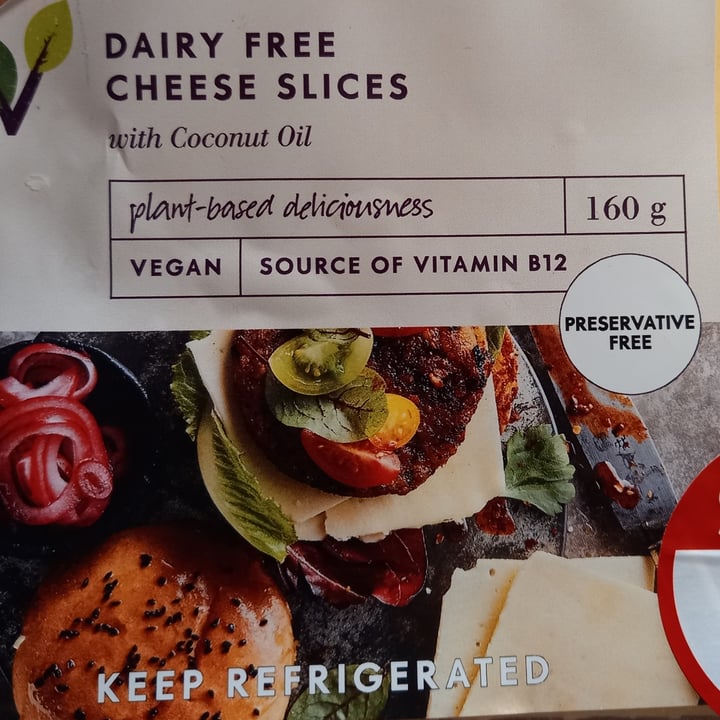 DAIRY FREE
CHEESE SLICES
with Coconut Oil
plant-based deliciousness 160 g
VEGAN SOURCE OF VITAMIN B12
PRESERVATIVE
FREE
KEEP REFRIGERATED